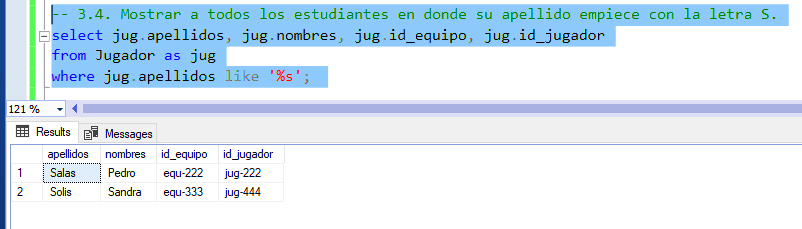 -- 3.4. Mostrar a todos los estudiantes en donde su apellido empiece con la letra S.
select jug.apellidos, jug.nombres, jug.id_equipo, jug.id_jugador
from Jugador as jug
where jug.apellidos like '%s';
121 %
Results Messages
apellidos nombres id_equipo id_jugador
1 Salas Pedro equ-222 jug-222
2 Solis Sandra equ-333 jug-444